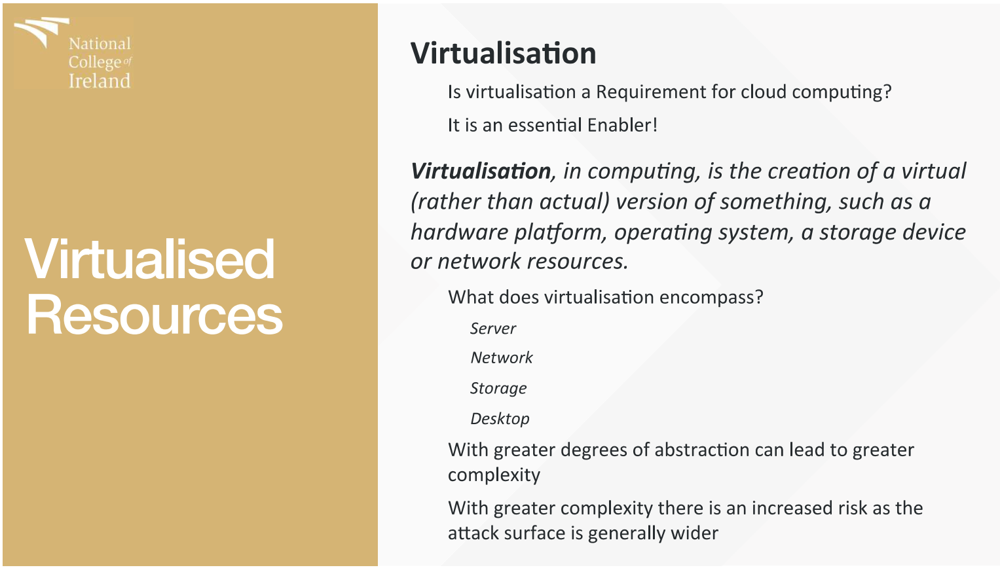 National
College of
Ireland
Virtualised
Resources
Virtualisation
Is virtualisation a Requirement for cloud computing?
It is an essential Enabler!
Virtualisation, in computing, is the creation of a virtual
(rather than actual) version of something, such as a
hardware platform, operating system, a storage device
or network resources.
What does virtualisation encompass?
Server
Network
Storage
Desktop
With greater degrees of abstraction can lead to greater
complexity
With greater complexity there is an increased risk as the
attack surface is generally wider